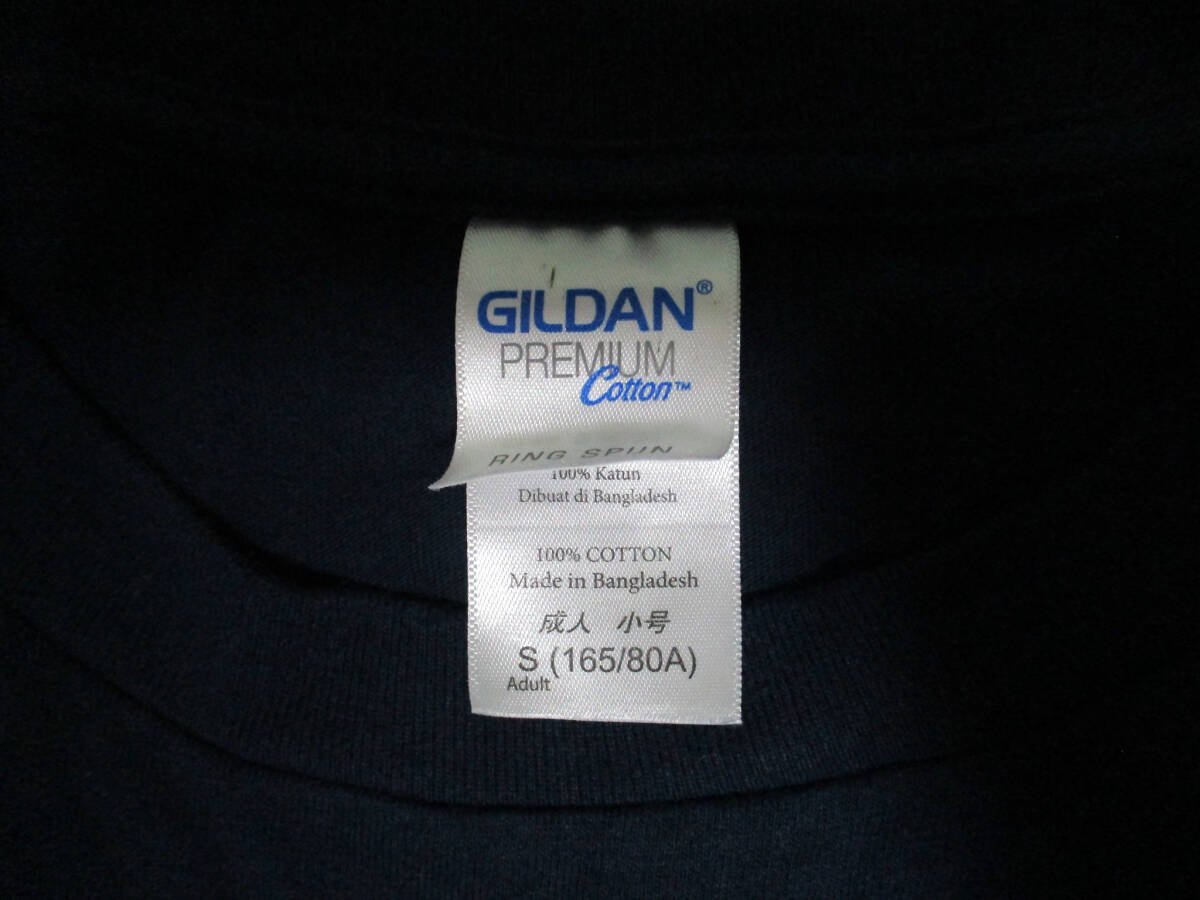 GILDAN®
PREMIUM
Cotton™
RING SPUN
100% Katun
Dibuat di Bangladesh
100% COTTON
Made in Bangladesh
成人 小号
S (165/80A)
Adult